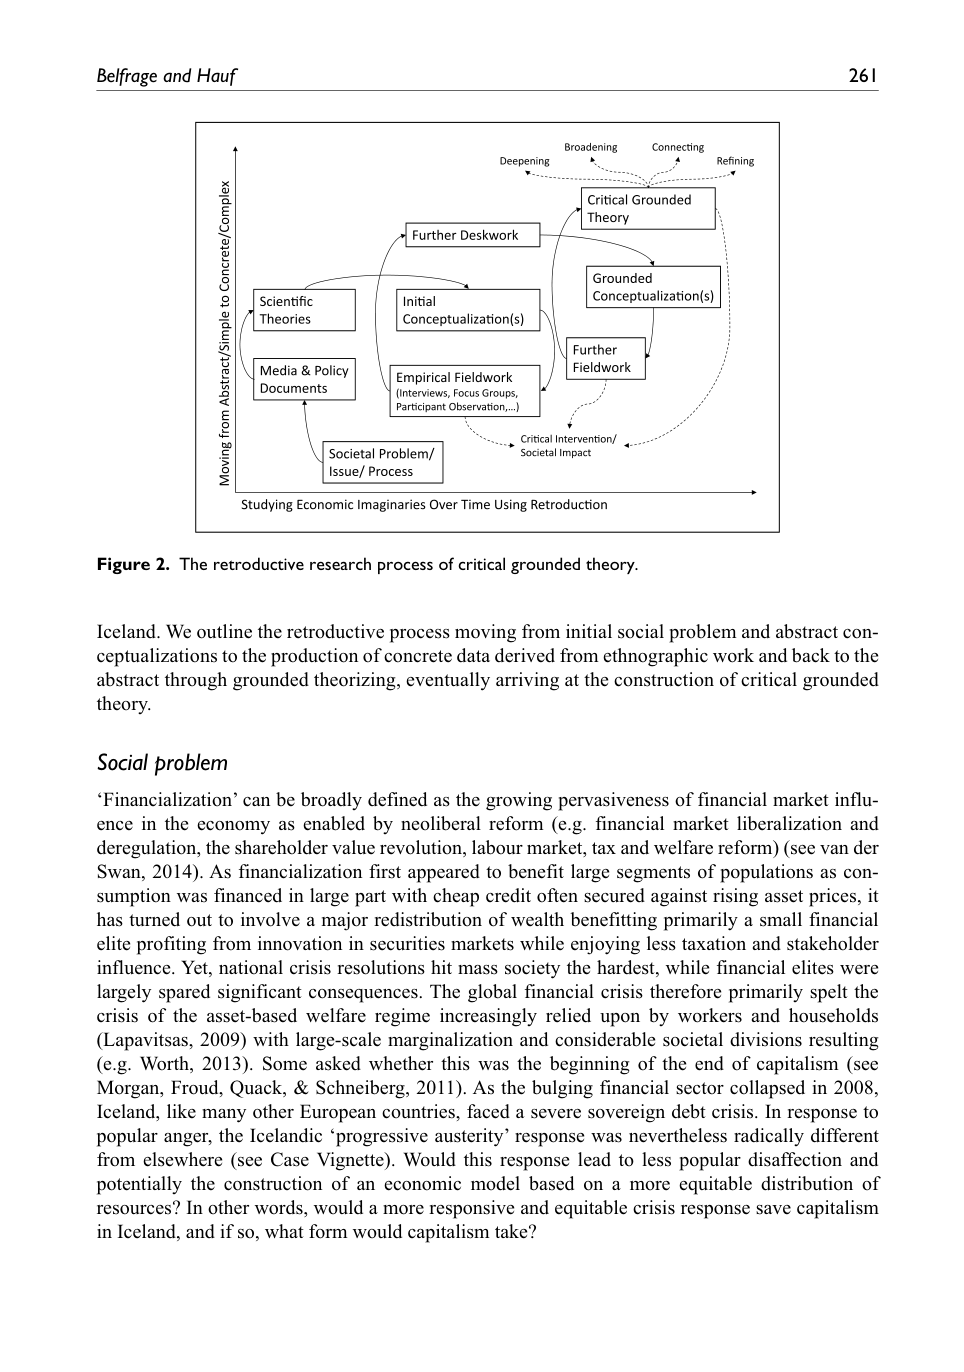 Belfrage and Hauf 261
Broadening Connecting
Deepening Refining
Critical Grounded
Theory
Further Deskwork
Grounded
Conceptualization(s)
Scientific
Theories
Initial
Conceptualization(s)
Further
Fieldwork
Media & Policy
Documents
Empirical Fieldwork
(Interviews, Focus Groups,
Participant Observation,...)
Critical Intervention/
Societal Impact
Societal Problem/
Issue/ Process
Moving from Abstract/Simple to Concrete/Complex
Studying Economic Imaginaries Over Time Using Retroduction
Figure 2. The retroductive research process of critical grounded theory.
Iceland. We outline the retroductive process moving from initial social problem and abstract con-
ceptualizations to the production of concrete data derived from ethnographic work and back to the
abstract through grounded theorizing, eventually arriving at the construction of critical grounded
theory.
Social problem
‘Financialization’ can be broadly defined as the growing pervasiveness of financial market influ-
ence in the economy as enabled by neoliberal reform (e.g. financial market liberalization and
deregulation, the shareholder value revolution, labour market, tax and welfare reform) (see van der
Swan, 2014). As financialization first appeared to benefit large segments of populations as con-
sumption was financed in large part with cheap credit often secured against rising asset prices, it
has turned out to involve a major redistribution of wealth benefitting primarily a small financial
elite profiting from innovation in securities markets while enjoying less taxation and stakeholder
influence. Yet, national crisis resolutions hit mass society the hardest, while financial elites were
largely spared significant consequences. The global financial crisis therefore primarily spelt the
crisis of the asset-based welfare regime increasingly relied upon by workers and households
(Lapavitsas, 2009) with large-scale marginalization and considerable societal divisions resulting
(e.g. Worth, 2013). Some asked whether this was the beginning of the end of capitalism (see
Morgan, Froud, Quack, & Schneiberg, 2011). As the bulging financial sector collapsed in 2008,
Iceland, like many other European countries, faced a severe sovereign debt crisis. In response to
popular anger, the Icelandic ‘progressive austerity’ response was nevertheless radically different
from elsewhere (see Case Vignette). Would this response lead to less popular disaffection and
potentially the construction of an economic model based on a more equitable distribution of
resources? In other words, would a more responsive and equitable crisis response save capitalism
in Iceland, and if so, what form would capitalism take?